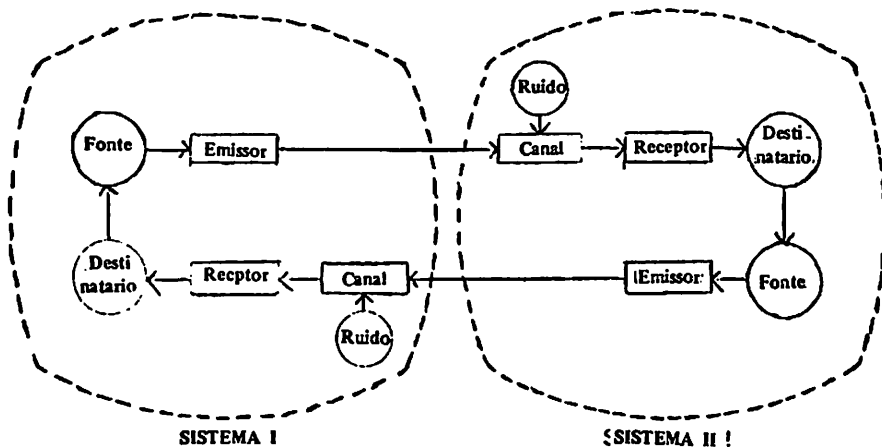 Ruido
Fonte
Emissor
Canal
Receptor
Desti-
natario
Desti
natario
Recptor
Canal
Emissor
Fonte
Ruido
SISTEMA I
SISTEMA II